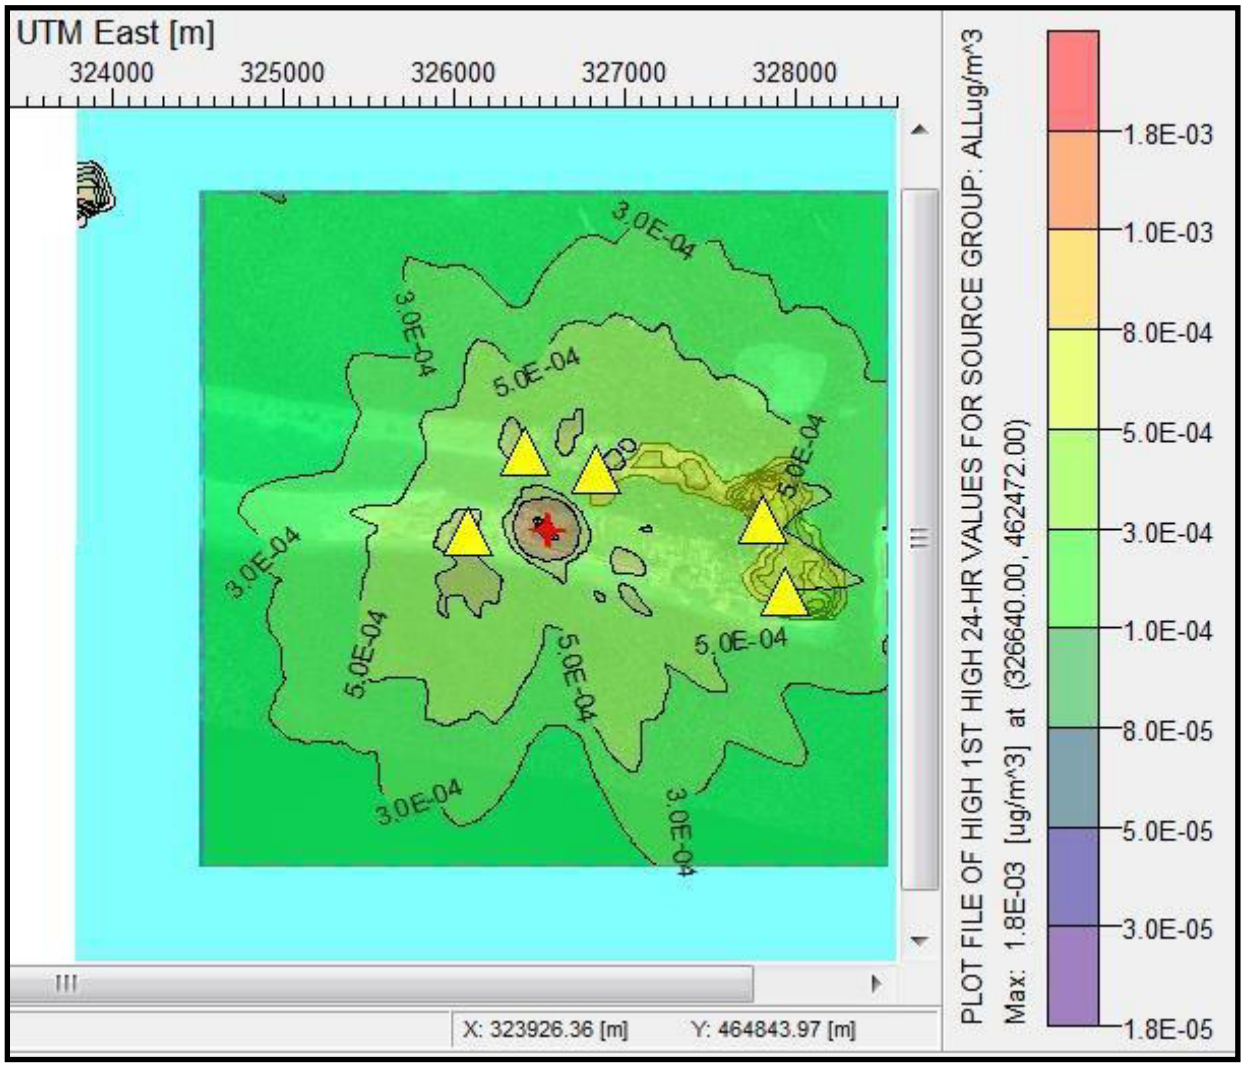 UTM East [m]
324000 325000 326000 327000 328000
3.0E-04
3.0E-04
5.0E-04
5.0E-04
3.0E-04
5.0E-04
5.0E-04
5.0E-04
3.0E-04
3.0E-04
X: 323926.36 [m] Y: 464843.97 [m]
PLOT FILE OF HIGH 1ST HIGH 24-HR VALUES FOR SOURCE GROUP: ALLug/m^3
Max: 1.8E-03 [ug/m^3] at (326640.00, 462472.00)
1.8E-03
1.0E-03
8.0E-04
5.0E-04
3.0E-04
1.0E-04
8.0E-05
5.0E-05
3.0E-05
1.8E-05